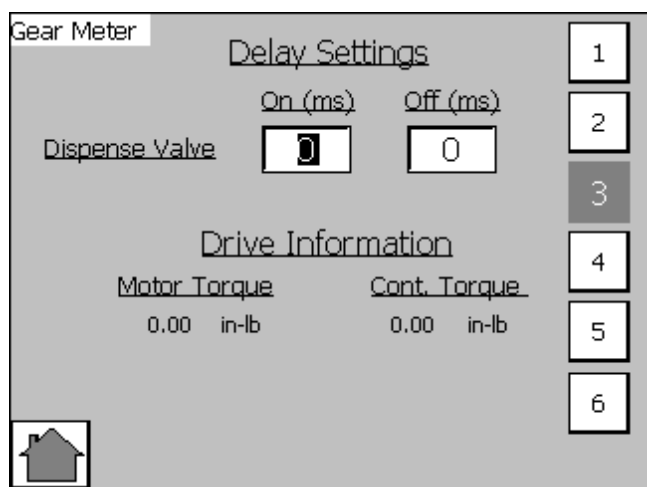 Gear Meter
Delay Settings
On (ms) Off (ms)
Dispense Valve 0 0
Drive Information
Motor Torque Cont. Torque
0.00 in-lb 0.00 in-lb
1
2
3
4
5
6